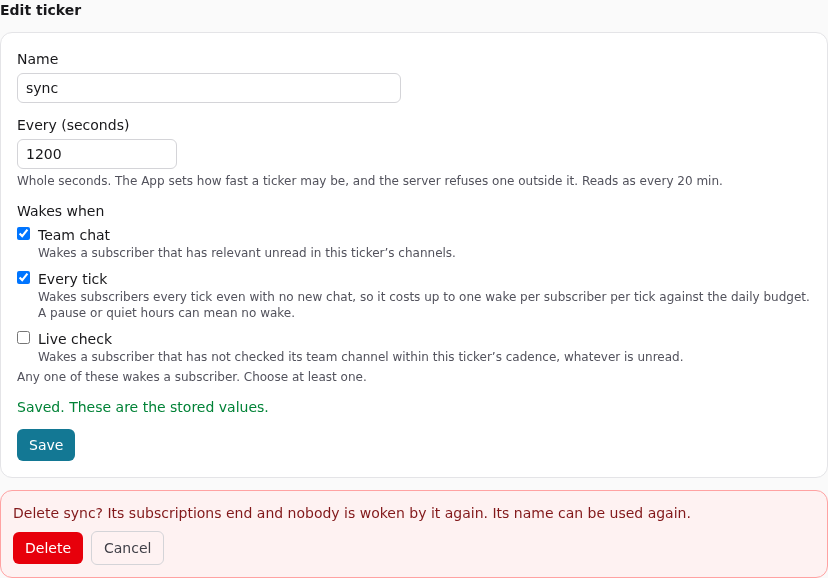 Edit ticker
Name
sync
Every (seconds)
1200
Whole seconds. The App sets how fast a ticker may be, and the server refuses one outside it. Reads as every 20 min.
Wakes when
Team chat
Wakes a subscriber that has relevant unread in this ticker’s channels.
Every tick
Wakes subscribers every tick even with no new chat, so it costs up to one wake per subscriber per tick against the daily budget.
A pause or quiet hours can mean no wake.
Live check
Wakes a subscriber that has not checked its team channel within this ticker’s cadence, whatever is unread.
Any one of these wakes a subscriber. Choose at least one.
Saved. These are the stored values.
Save
Delete sync? Its subscriptions end and nobody is woken by it again. Its name can be used again.
Delete Cancel